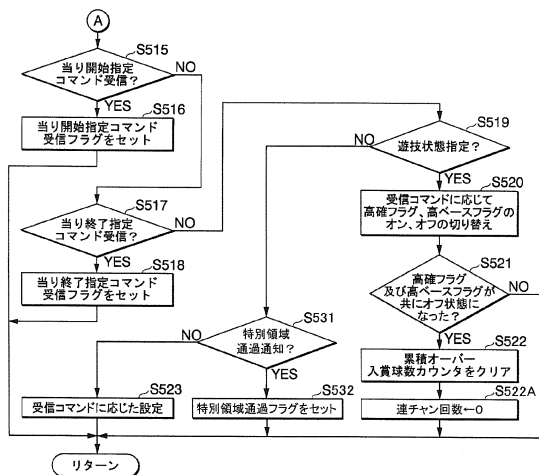 A
S515
当り開始指定
コマンド受信？
NO
YES
S516
当り開始指定コマンド
受信フラグをセット
S517
当り終了指定
コマンド受信？
NO
YES
S518
当り終了指定コマンド
受信フラグをセット
S519
遊技状態指定？
NO
YES
S520
受信コマンドに応じて
高確フラグ、高ベースフラグの
オン、オフの切り替え
S521
高確フラグ
及び高ベースフラグが
共にオフ状態に
なった？
NO
YES
S522
累積オーバー
入賞球数カウンタをクリア
S522A
連チャン回数←0
S531
特別領域
通過通知？
NO
YES
S532
特別領域通過フラグをセット
S523
受信コマンドに応じた設定
リターン